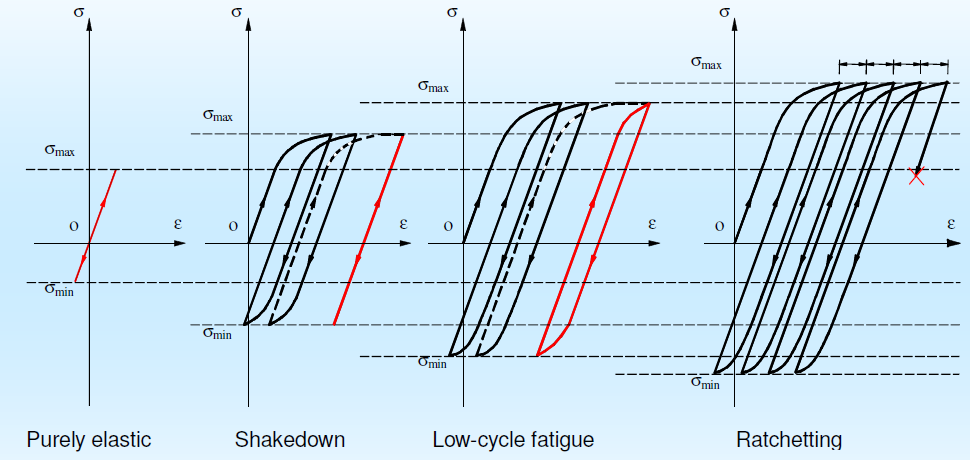 σ σ σ σ
σmax
σmax
σmax
σmax
o ε
o ε
o ε
o ε
σmin
σmin
σmin
σmin
Purely elastic
Shakedown
Low-cycle fatigue
Ratchetting